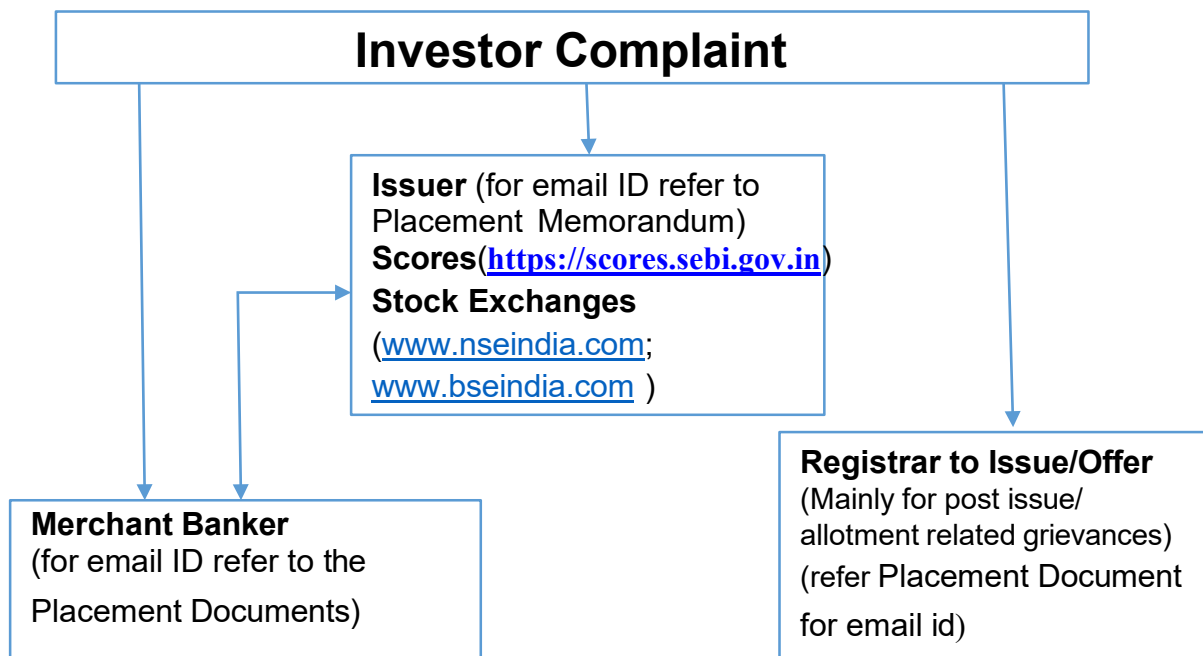 Investor Complaint
Issuer (for email ID refer to
Placement Memorandum)
Scores(https://scores.sebi.gov.in)
Stock Exchanges
(www.nseindia.com;
www.bseindia.com )
Merchant Banker
(for email ID refer to the
Placement Documents)
Registrar to Issue/Offer
(Mainly for post issue/
allotment related grievances)
(refer Placement Document
for email id)